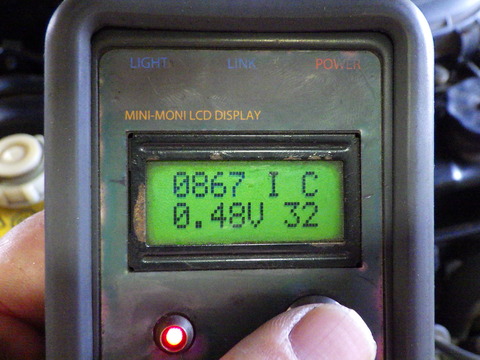 LIGHT LINK POWER
MINI-MONI LCD DISPLAY
0867 I C
0.48V 32